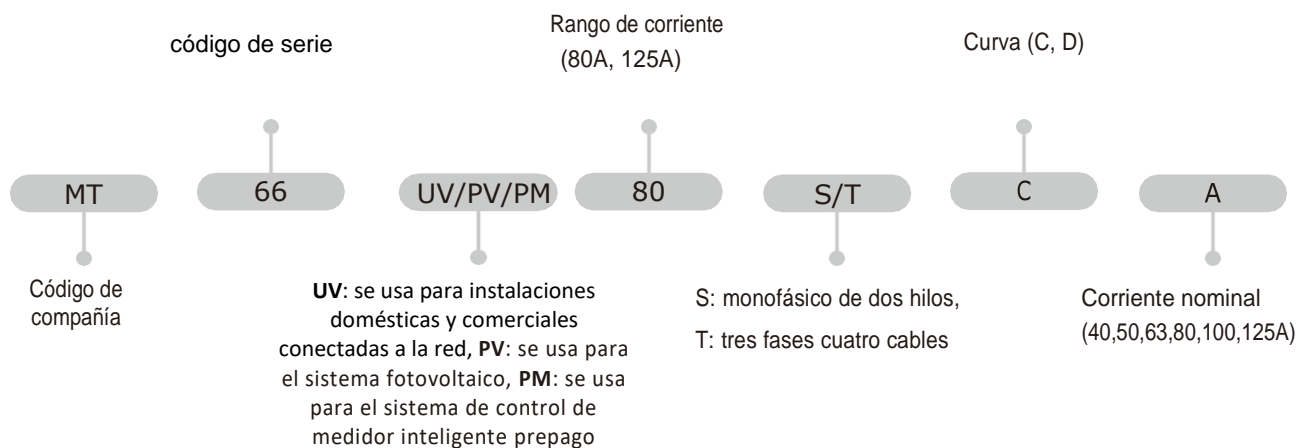 código de serie
Rango de corriente
(80A, 125A)
Curva (C, D)
MT
66
UV/PV/PM
80
S/T
C
A
Código de
compañía
UV: se usa para instalaciones
domésticas y comerciales
conectadas a la red, PV: se usa para
el sistema fotovoltaico, PM: se usa
para el sistema de control de
medidor inteligente prepago
S: monofásico de dos hilos,
T: tres fases cuatro cables
Corriente nominal
(40,50,63,80,100,125A)